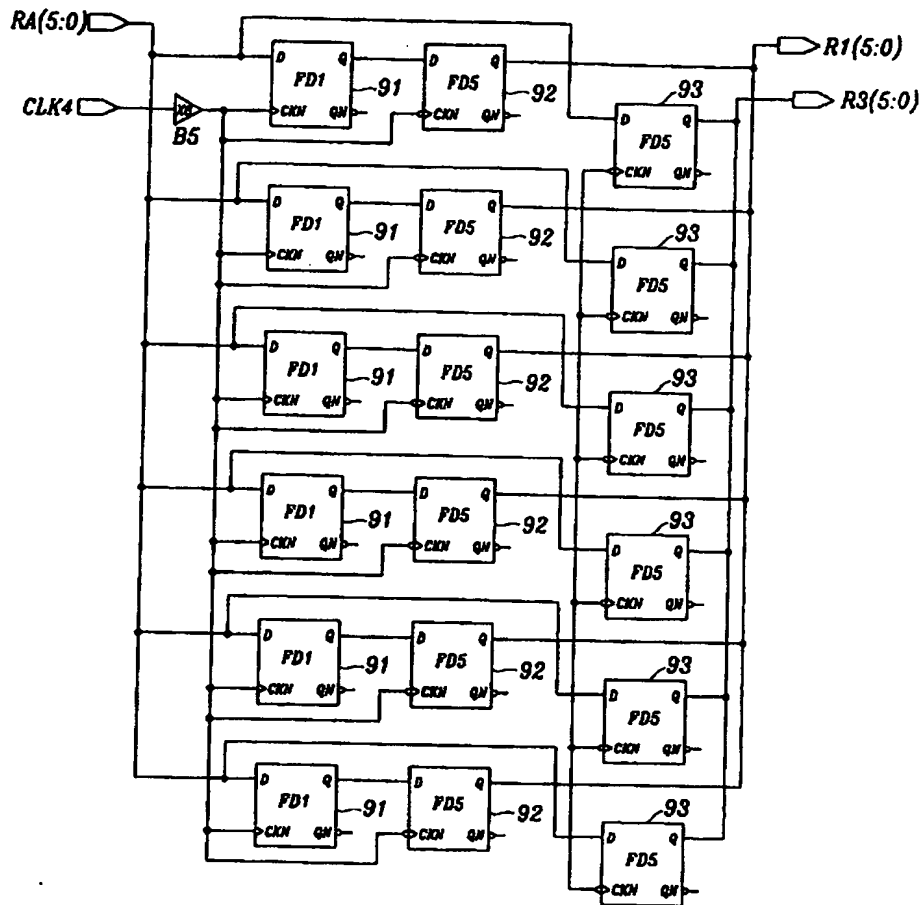 RA(5:0)
R1(5:0)
D Q D Q
FD1 91 FD5 92
CKN QN CKN QN
CLK4
B5
R3(5:0)
93
D Q
FD5
CKN QN
D Q D Q
FD1 91 FD5 92
CKN QN CKN QN
93
D Q
FD5
CKN QN
D Q D Q
FD1 91 FD5 92
CKN QN CKN QN
93
D Q
FD5
CKN QN
D Q D Q
FD1 91 FD5 92
CKN QN CKN QN
93
D Q
FD5
CKN QN
D Q D Q
FD1 91 FD5 92
CKN QN CKN QN
93
D Q
FD5
CKN QN
D Q D Q
FD1 91 FD5 92
CKN QN CKN QN
93
D Q
FD5
CKN QN